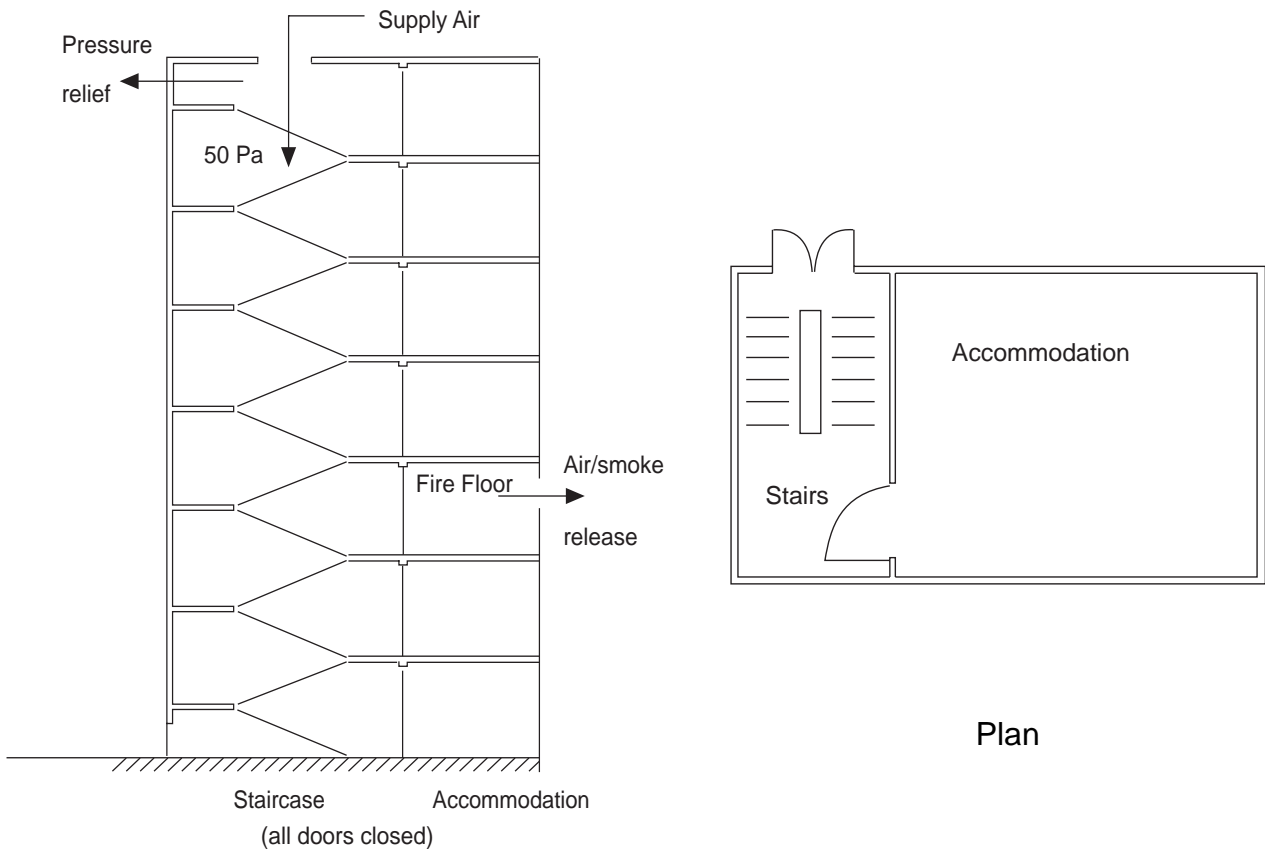 Supply Air
Pressure
relief
50 Pa
Fire Floor
Air/smoke
release
Staircase
Accommodation
(all doors closed)
Accommodation
Stairs
Plan